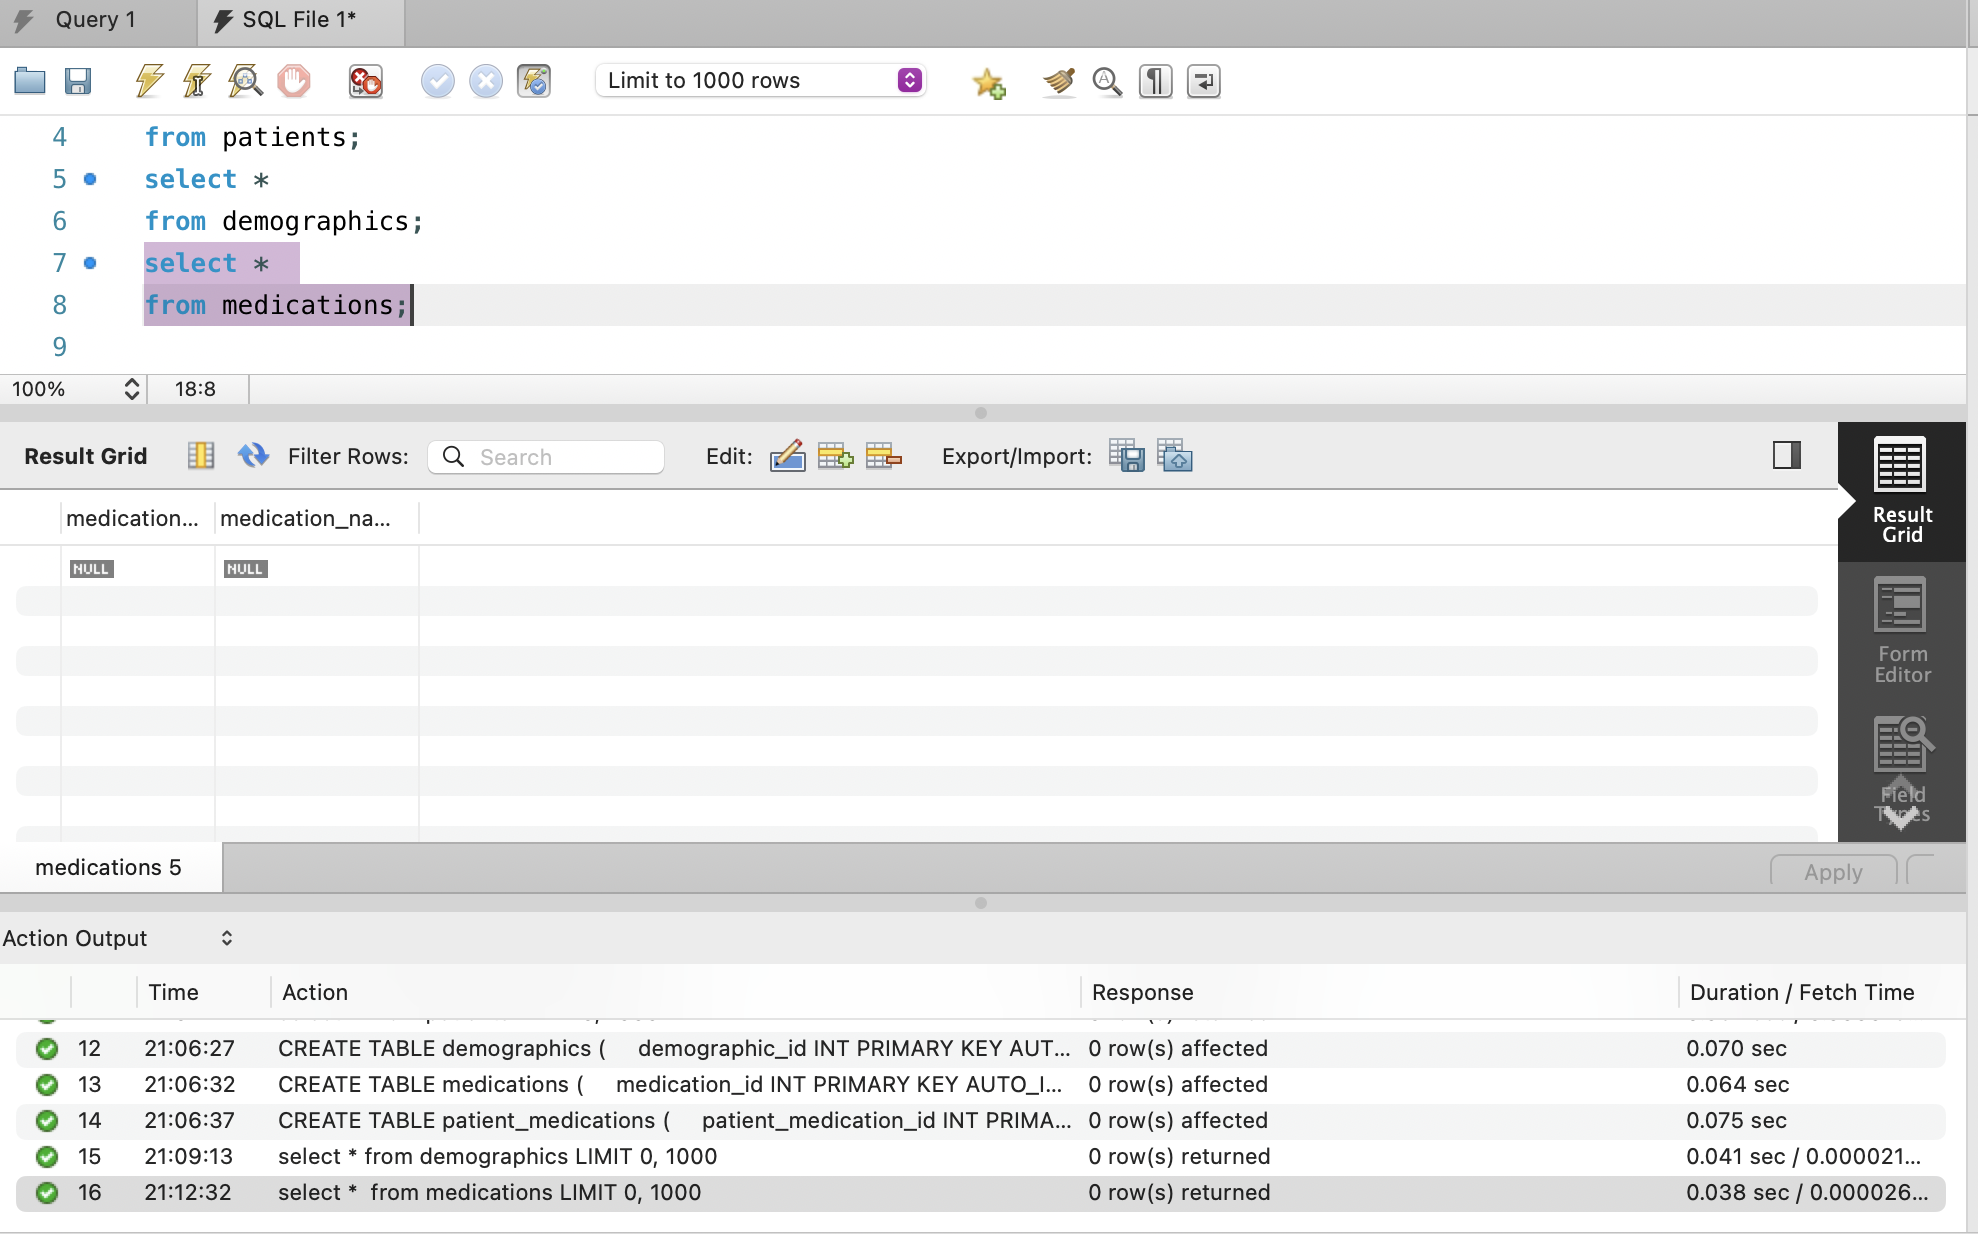 Query 1
SQL File 1*
Limit to 1000 rows
4 from patients;
5 select *
6 from demographics;
7 select *
8 from medications;
9
100% 18:8
Result Grid Filter Rows: Search Edit: Export/Import:
Result
Grid
medication... medication_na...
NULL NULL
Form
Editor
Field
Types
medications 5
Apply
Action Output
Time Action Response Duration / Fetch Time
12 21:06:27 CREATE TABLE demographics ( demographic_id INT PRIMARY KEY AUT... 0 row(s) affected 0.070 sec
13 21:06:32 CREATE TABLE medications ( medication_id INT PRIMARY KEY AUTO_I... 0 row(s) affected 0.064 sec
14 21:06:37 CREATE TABLE patient_medications ( patient_medication_id INT PRIMA... 0 row(s) affected 0.075 sec
15 21:09:13 select * from demographics LIMIT 0, 1000 0 row(s) returned 0.041 sec / 0.000021...
16 21:12:32 select * from medications LIMIT 0, 1000 0 row(s) returned 0.038 sec / 0.000026...